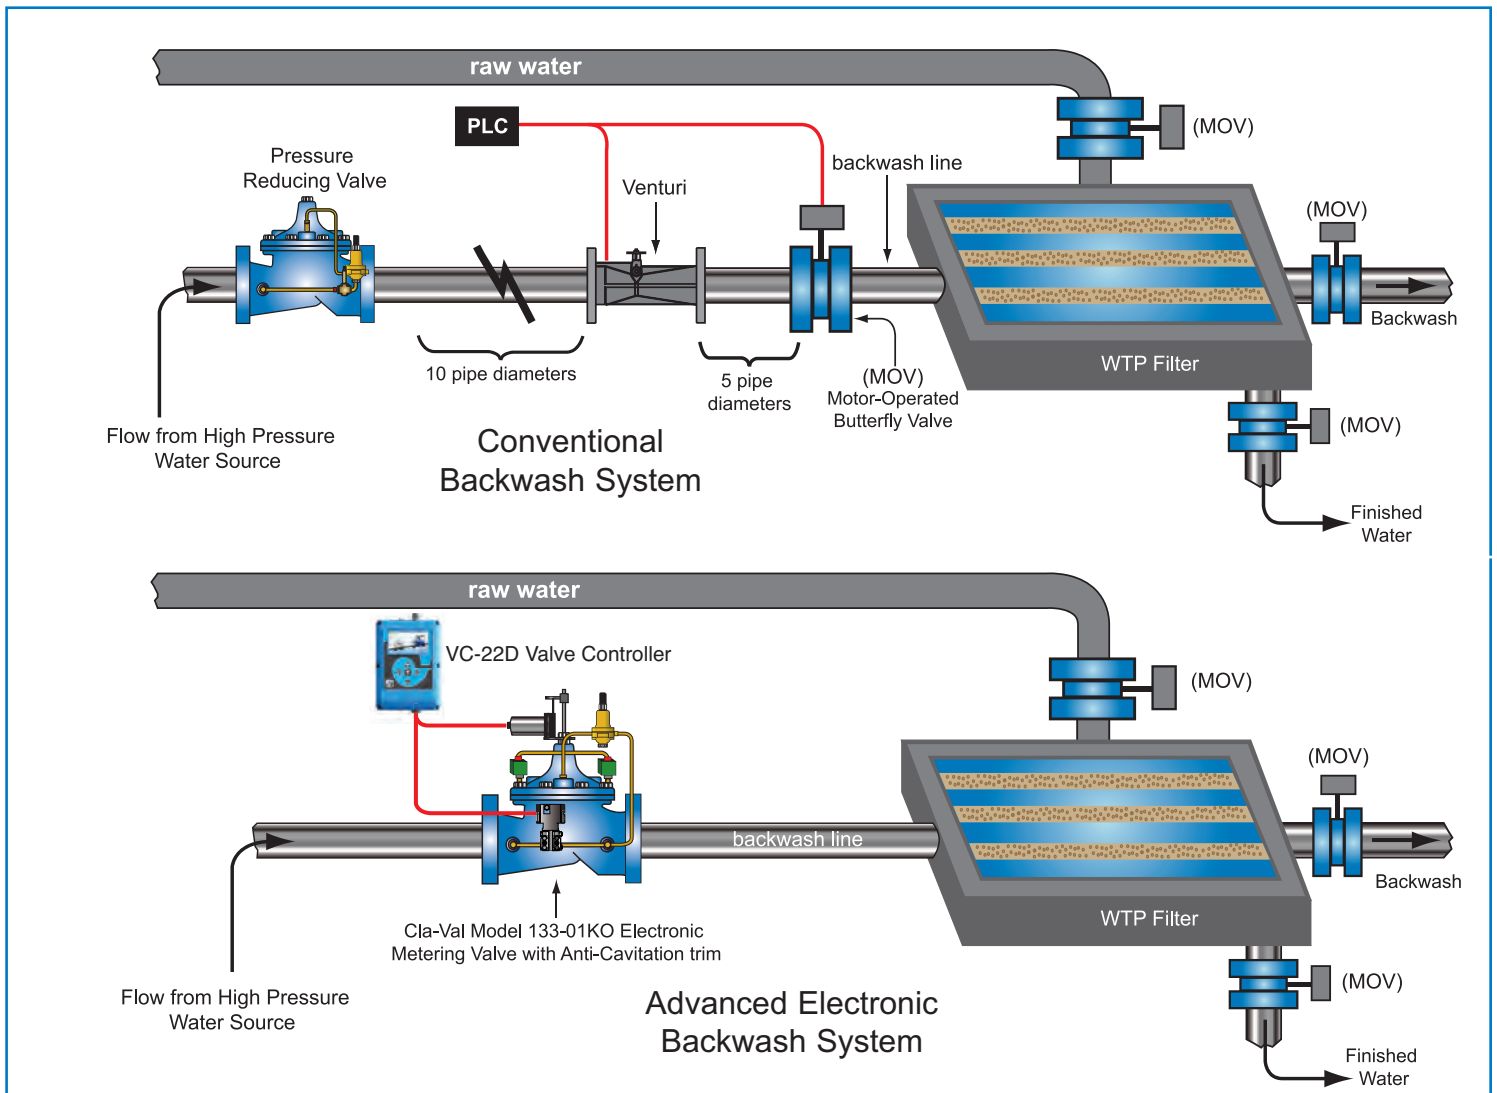 raw water
PLC
(MOV)
Pressure
Reducing Valve
Venturi
backwash line
(MOV)
Backwash
WTP Filter
10 pipe diameters
5 pipe
diameters
(MOV)
Motor-Operated
Butterfly Valve
(MOV)
Flow from High Pressure
Water Source
Conventional
Backwash System
Finished
Water
raw water
VC-22D Valve Controller
(MOV)
(MOV)
backwash line
Backwash
WTP Filter
Cla-Val Model 133-01KO Electronic
Metering Valve with Anti-Cavitation trim
(MOV)
Flow from High Pressure
Water Source
Advanced Electronic
Backwash System
Finished
Water